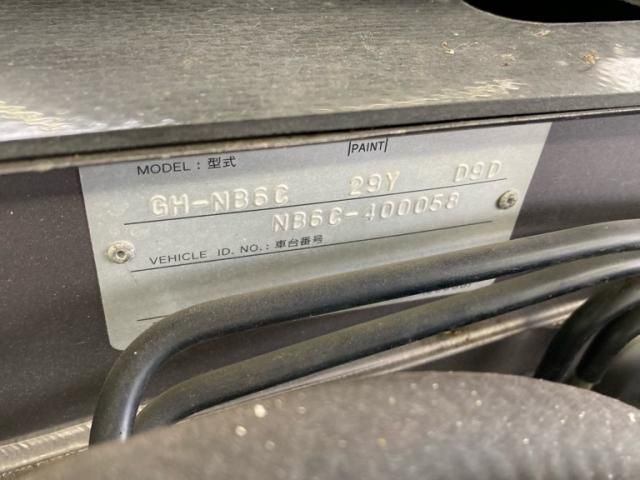 MODEL : 型式 PAINT
GH-NB6C 29Y D9D
NB6C-400058
VEHICLE ID. NO. : 車台番号